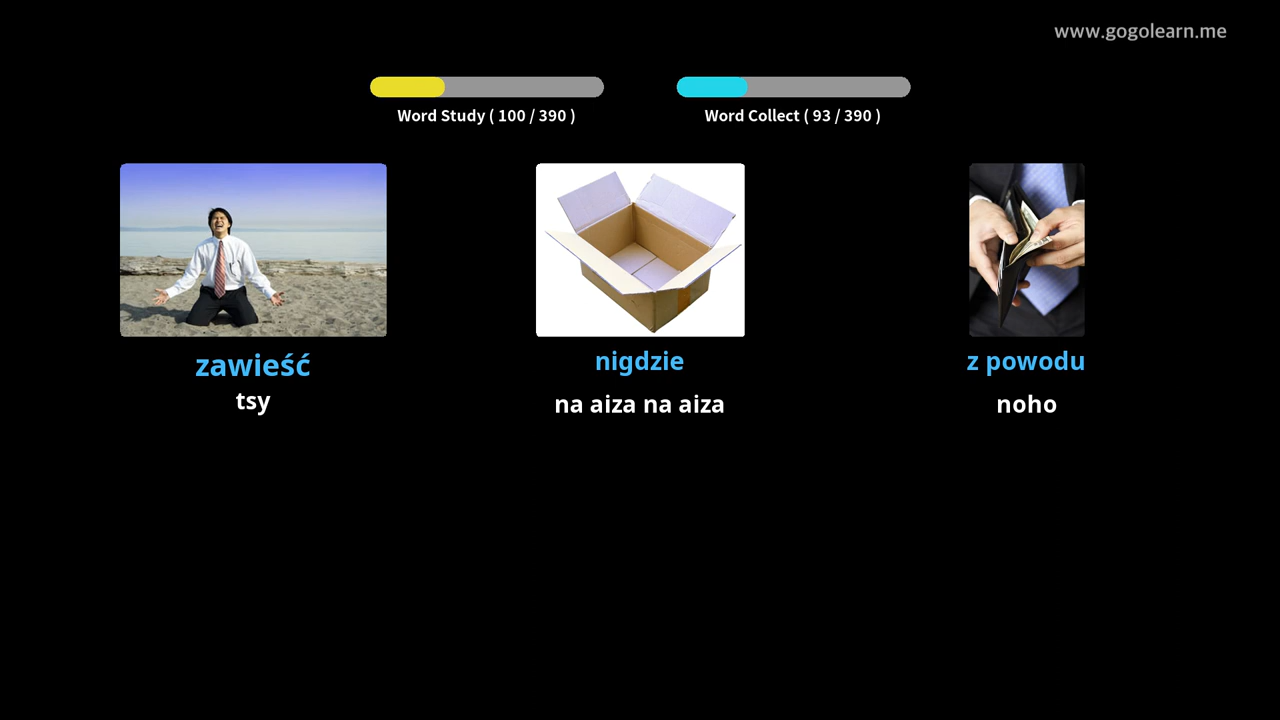 www.gogolearn.me
Word Study ( 100 / 390 )
Word Collect ( 93 / 390 )
zawieść
tsy
nigdzie
na aiza na aiza
z powodu
noho